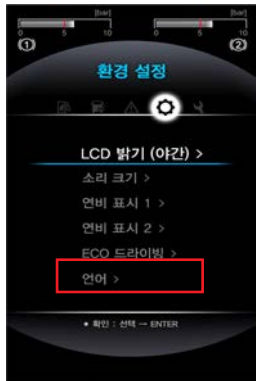 [bar] [bar]
0 5 10 0 5 10
① ②
환경 설정
LCD 밝기 (야간) >
소리 크기 >
연비 표시 1 >
연비 표시 2 >
ECO 드라이빙 >
언어 >
• 확인 : 선택 → ENTER